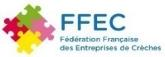 FFEC
Fédération Française
des Entreprises de Crèches